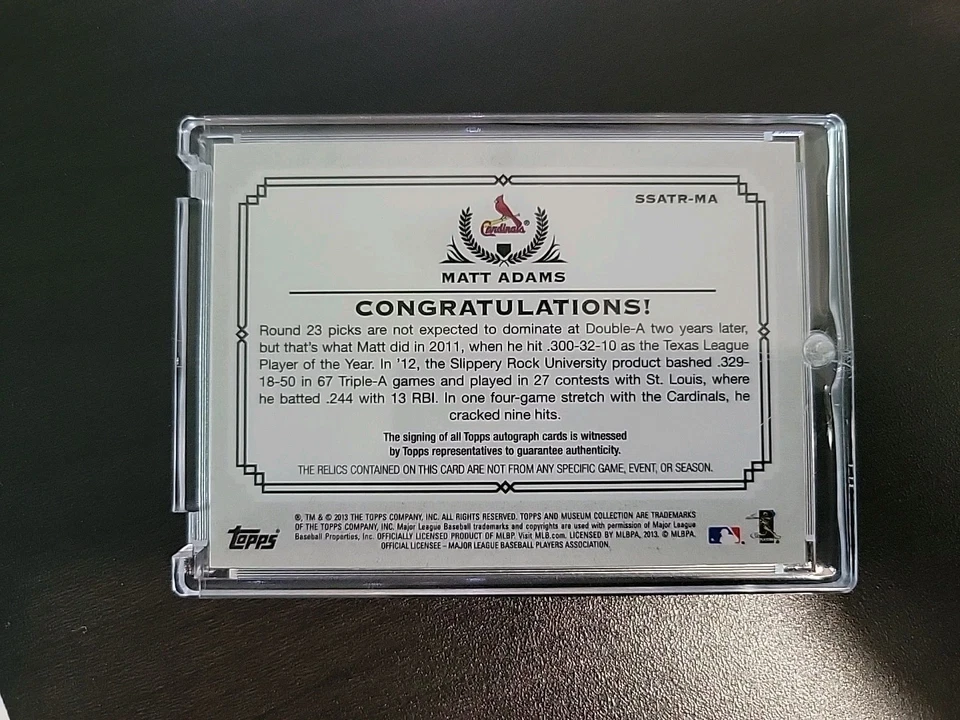 SSATR-MA
Cardinals®
MATT ADAMS
CONGRATULATIONS!
Round 23 picks are not expected to dominate at Double-A two years later,
but that's what Matt did in 2011, when he hit .300-32-10 as the Texas League
Player of the Year. In '12, the Slippery Rock University product bashed .329-
18-50 in 67 Triple-A games and played in 27 contests with St. Louis, where
he batted .244 with 13 RBI. In one four-game stretch with the Cardinals, he
cracked nine hits.
The signing of all Topps autograph cards is witnessed
by Topps representatives to guarantee authenticity.
THE RELICS CONTAINED ON THIS CARD ARE NOT FROM ANY SPECIFIC GAME, EVENT, OR SEASON.
®, TM & © 2013 THE TOPPS COMPANY, INC. ALL RIGHTS RESERVED. TOPPS AND MUSEUM COLLECTION ARE TRADEMARKS
OF THE TOPPS COMPANY, INC. Major League Baseball trademarks and copyrights are used with permission of Major League
Baseball Properties, Inc. OFFICIALLY LICENSED PRODUCT OF MLBP. Visit MLB.com. LICENSED BY MLBPA, 2013. © MLBPA.
OFFICIAL LICENSEE – MAJOR LEAGUE BASEBALL PLAYERS ASSOCIATION.
Topps®